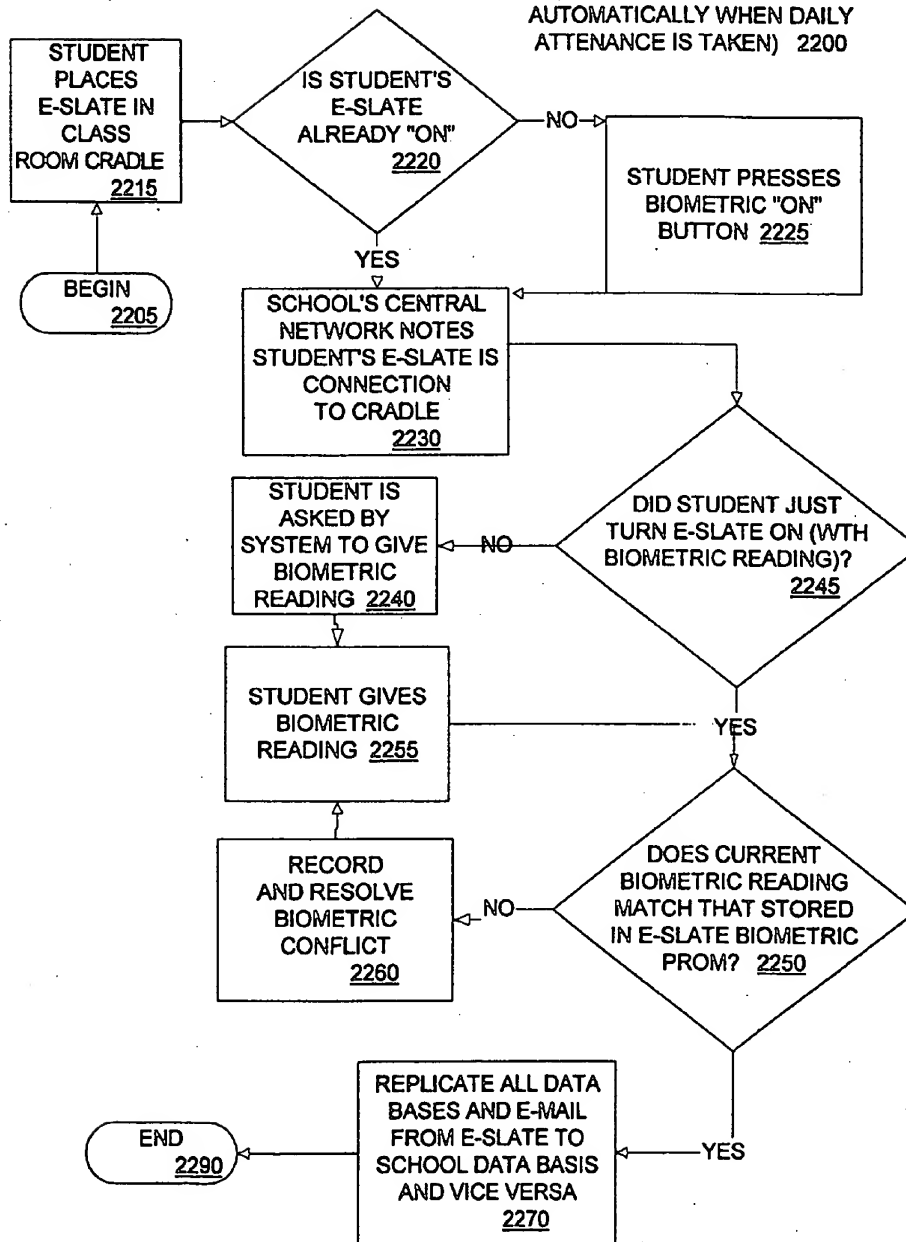 AUTOMATICALLY WHEN DAILY
ATTENANCE IS TAKEN) 2200
STUDENT
PLACES
E-SLATE IN
CLASS
ROOM CRADLE
2215
IS STUDENT'S
E-SLATE
ALREADY "ON"
2220
NO
STUDENT PRESSES
BIOMETRIC "ON"
BUTTON 2225
YES
BEGIN
2205
SCHOOL'S CENTRAL
NETWORK NOTES
STUDENT'S E-SLATE IS
CONNECTION
TO CRADLE
2230
DID STUDENT JUST
TURN E-SLATE ON (WTH
BIOMETRIC READING)?
2245
NO
STUDENT IS
ASKED BY
SYSTEM TO GIVE
BIOMETRIC
READING 2240
STUDENT GIVES
BIOMETRIC
READING 2255
YES
DOES CURRENT
BIOMETRIC READING
MATCH THAT STORED
IN E-SLATE BIOMETRIC
PROM? 2250
NO
RECORD
AND RESOLVE
BIOMETRIC
CONFLICT
2260
YES
REPLICATE ALL DATA
BASES AND E-MAIL
FROM E-SLATE TO
SCHOOL DATA BASIS
AND VICE VERSA
2270
END
2290